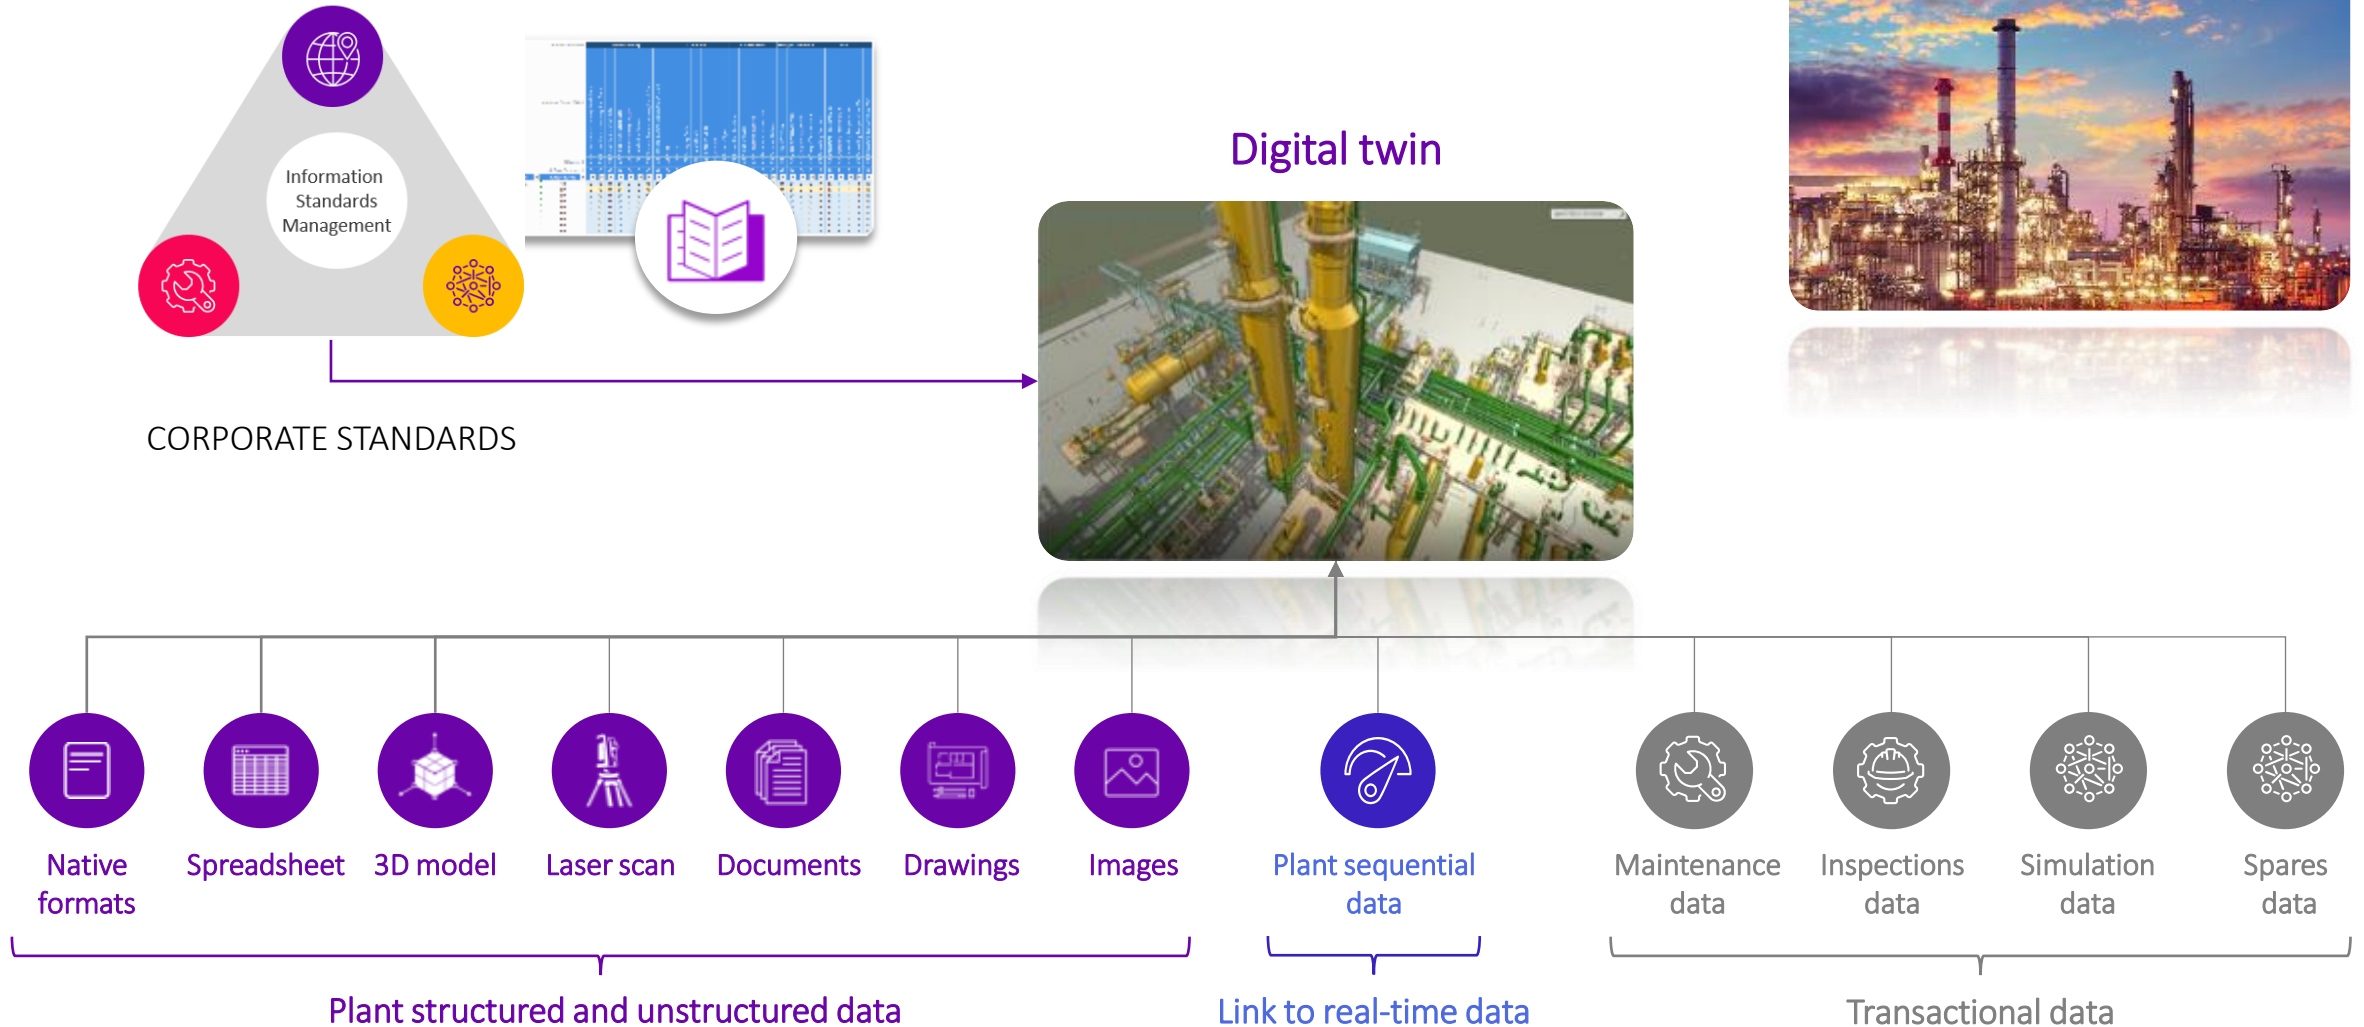 Information
Standards
Management
CORPORATE STANDARDS
Digital twin
Native
formats
Spreadsheet
3D model
Laser scan
Documents
Drawings
Images
Plant sequential
data
Maintenance
data
Inspections
data
Simulation
data
Spares
data
Plant structured and unstructured data
Link to real-time data
Transactional data